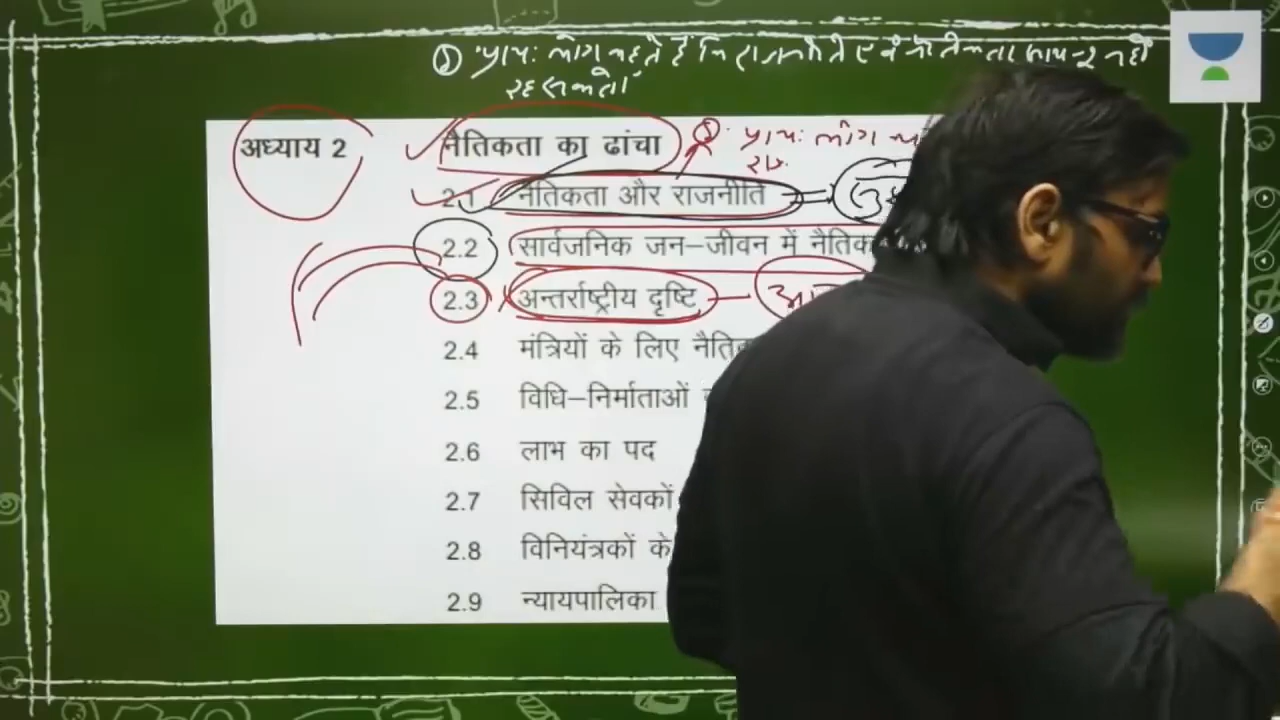 प्रायः लोग कहते हैं कि राजनीति एवं नैतिकता साथ-२ नहीं
रह सकती
अध्याय 2 नैतिकता का ढांचा प्रायः लोग
2.1 नैतिकता और राजनीति
2.2 सार्वजनिक जन–जीवन में
2.3 अन्तर्राष्ट्रीय दृष्टि
2.4 मंत्रियों के लिए
2.5 विधि–निर्माताओं
2.6 लाभ का पद
2.7 सिविल सेवकों
2.8 विनियंत्रकों के
2.9 न्यायपालिका